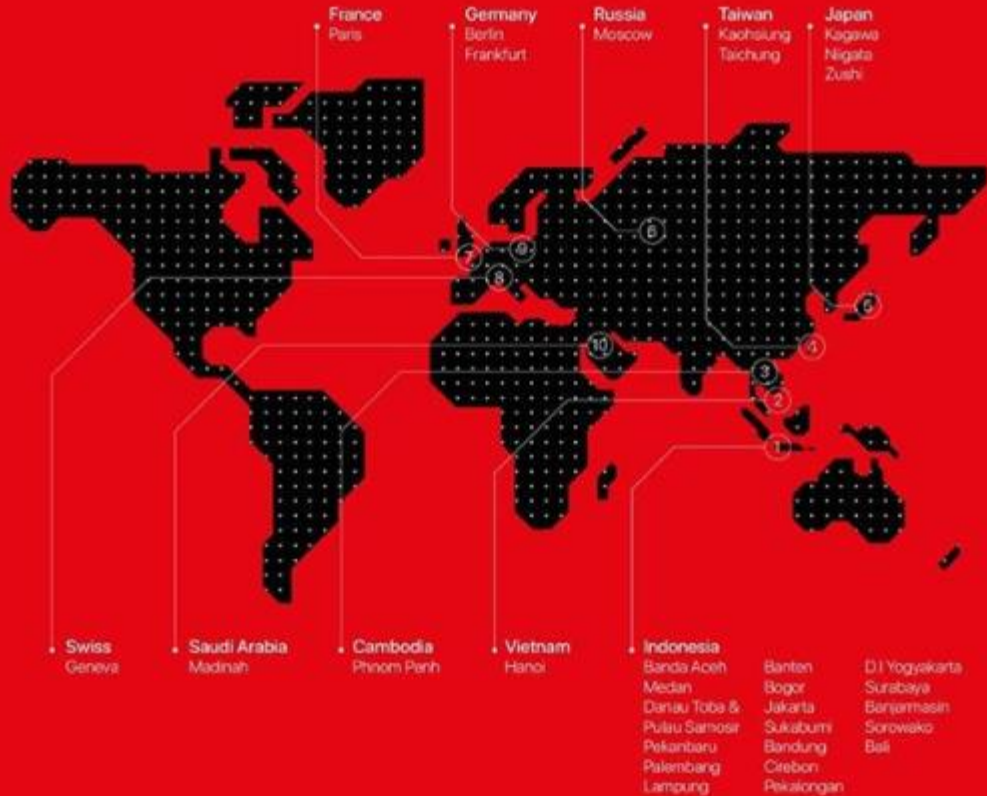 France
Paris
Germany
Berlin
Frankfurt
Russia
Moscow
Taiwan
Kaohsiung
Taichung
Japan
Kagawa
Niigata
Zushi
6
7
9
8
5
10
4
3
2
1
Swiss
Geneva
Saudi Arabia
Madinah
Cambodia
Phnom Penh
Vietnam
Hanoi
Indonesia
Banda Aceh
Medan
Danau Toba &
Pulau Samosir
Pekanbaru
Palembang
Lampung
Banten
Bogor
Jakarta
Sukabumi
Bandung
Cirebon
Pekalongan
D.I Yogyakarta
Surabaya
Banjarmasin
Sorowako
Bali